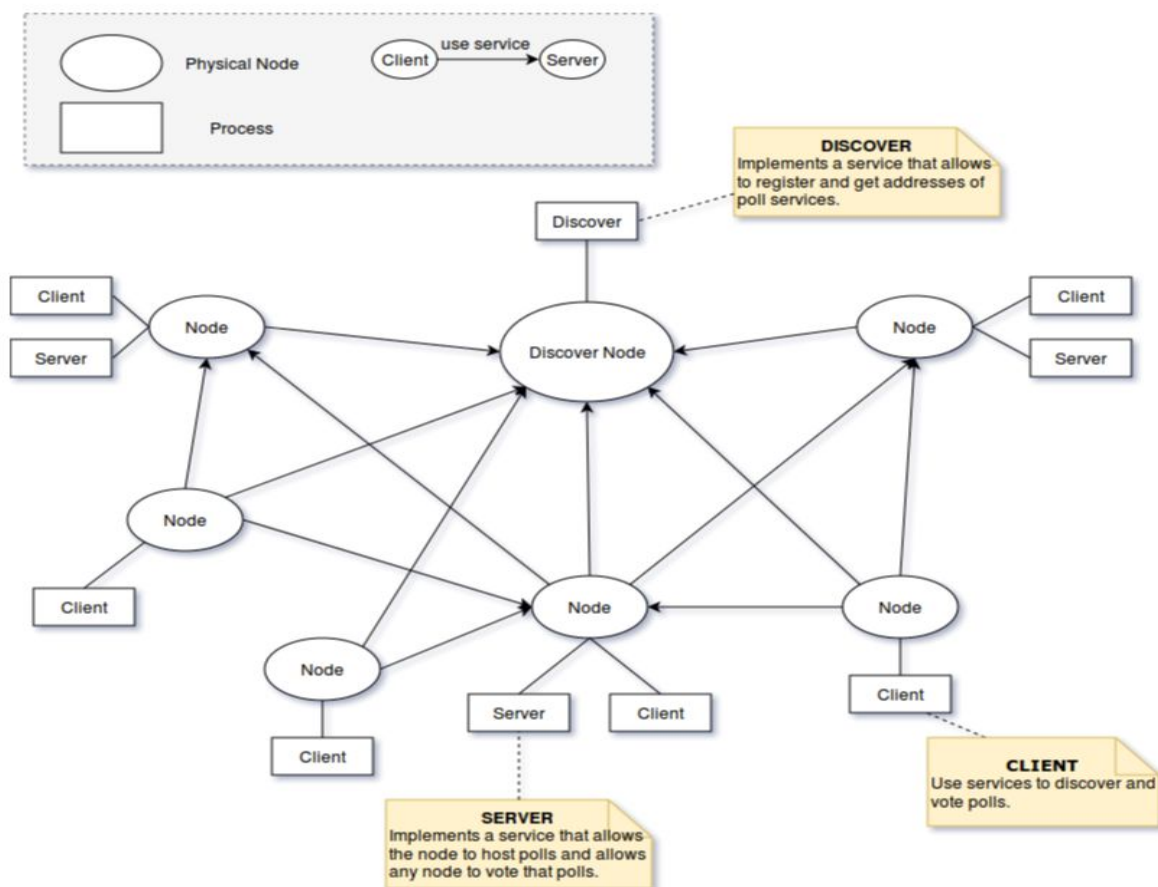 use service
Client
Server
Physical Node
Process
DISCOVER
Implements a service that allows
to register and get addresses of
poll services.
Discover
Client
Server
Node
Discover Node
Node
Client
Server
Node
Client
Node
Client
Node
Server
Client
Node
Client
SERVER
Implements a service that allows
the node to host polls and allows
any node to vote that polls.
CLIENT
Use services to discover and
vote polls.